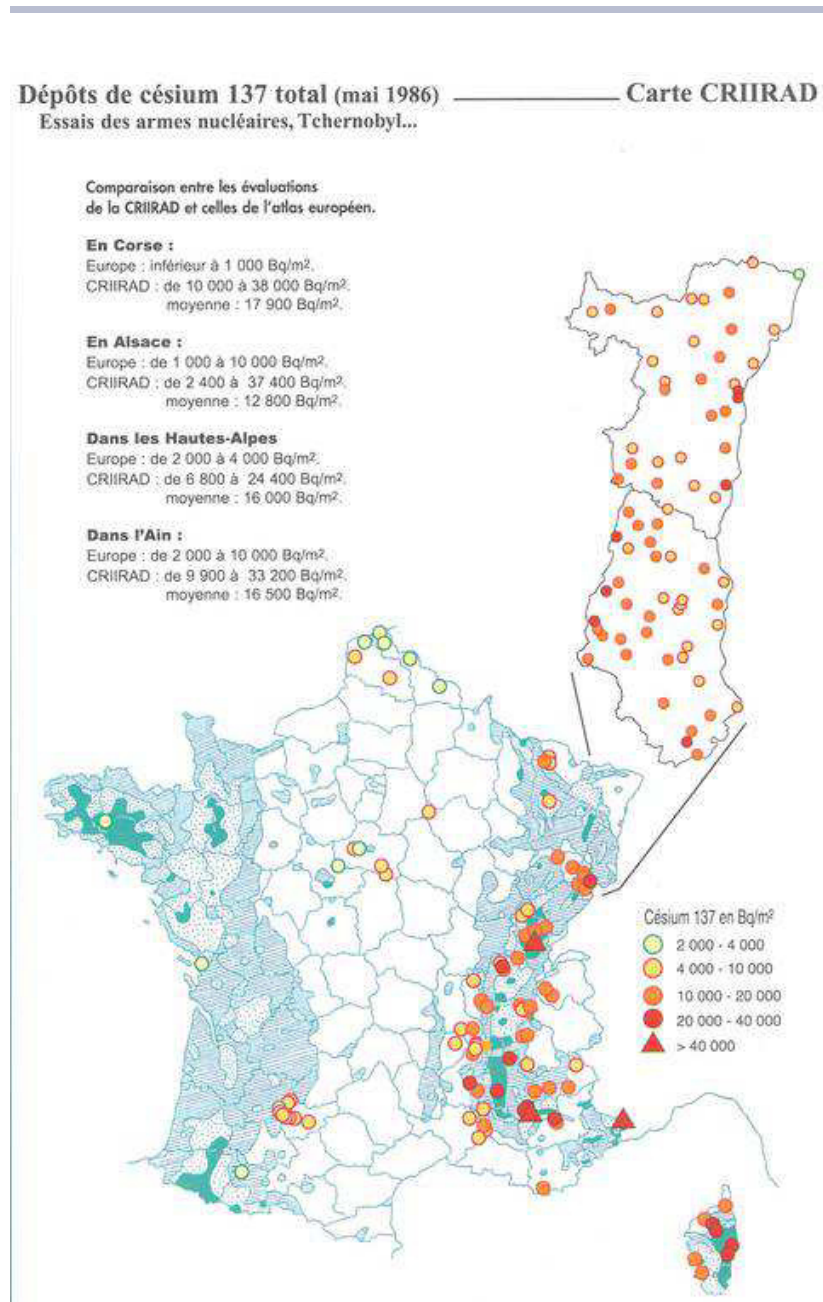 Dépôts de césium 137 total (mai 1986) Carte CRIIRAD
Essais des armes nucléaires, Tchernobyl...
Comparaison entre les évaluations
de la CRIIRAD et celles de l'atlas européen.
En Corse :
Europe : inférieur à 1 000 Bq/m².
CRIIRAD : de 10 000 à 38 000 Bq/m².
moyenne : 17 900 Bq/m².
En Alsace :
Europe : de 1 000 à 10 000 Bq/m².
CRIIRAD : de 2 400 à 37 400 Bq/m².
moyenne : 12 800 Bq/m².
Dans les Hautes-Alpes
Europe : de 2 000 à 4 000 Bq/m².
CRIIRAD : de 6 800 à 24 400 Bq/m².
moyenne : 16 000 Bq/m².
Dans l'Ain :
Europe : de 2 000 à 10 000 Bq/m².
CRIIRAD : de 9 900 à 33 200 Bq/m².
moyenne : 16 500 Bq/m².
Césium 137 en Bq/m²
2 000 - 4 000
4 000 - 10 000
10 000 - 20 000
20 000 - 40 000
> 40 000